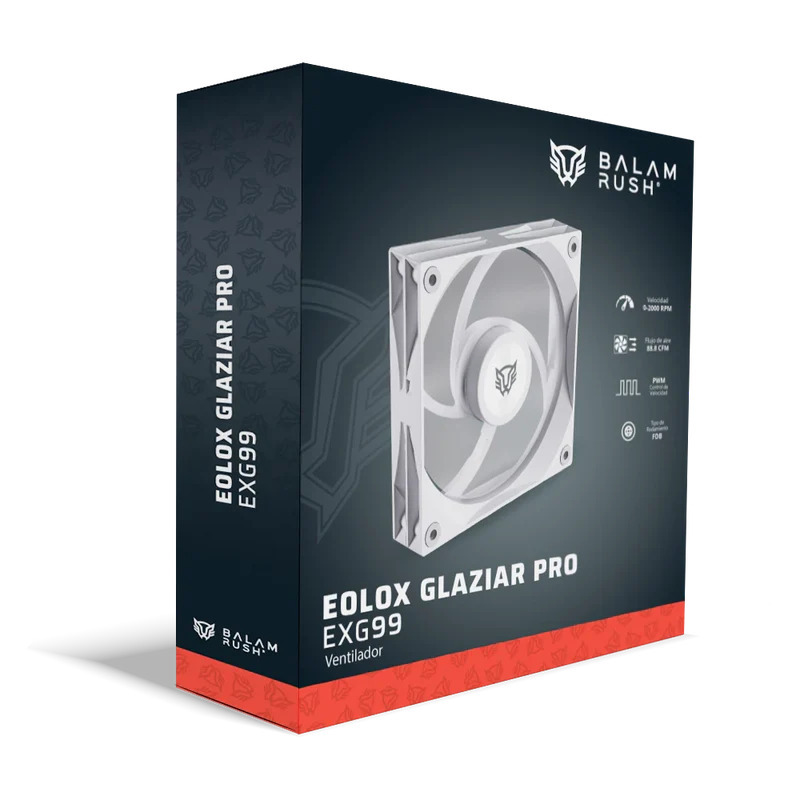 BALAM
RUSH®
Velocidad
0-2000 RPM
Flujo de aire
88.8 CFM
PWM
Control de
Velocidad
Tipo de
Rodamiento
FDB
EOLOX GLAZIAR PRO
EXG99
Ventilador
EOLOX GLAZIAR PRO
EXG99
BALAM
RUSH®